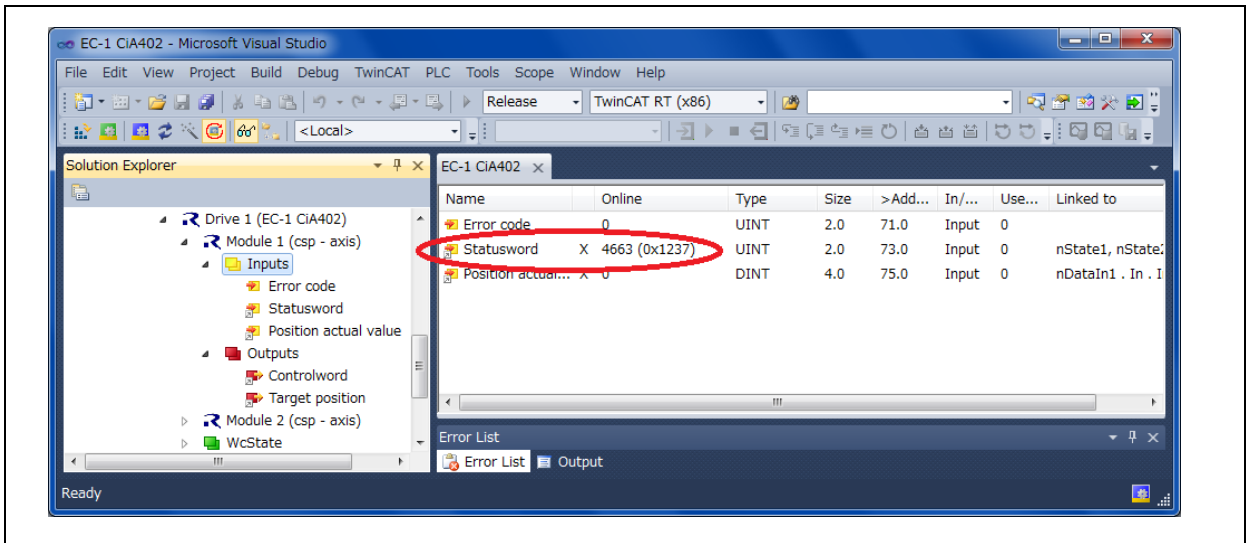 EC-1 CiA402 - Microsoft Visual Studio
File Edit View Project Build Debug TwinCAT PLC Tools Scope Window Help
Release TwinCAT RT (x86)
<Local>
Solution Explorer
EC-1 CiA402
Name Online Type Size >Add... In/... Use... Linked to
Drive 1 (EC-1 CiA402)
Module 1 (csp - axis)
Inputs
Error code
Statusword
Position actual value
Outputs
Controlword
Target position
Module 2 (csp - axis)
WcState
Error code 0 UINT 2.0 71.0 Input 0
Statusword X 4663 (0x1237) UINT 2.0 73.0 Input 0 nState1, nState2
Position actual... X 0 DINT 4.0 75.0 Input 0 nDataIn1 . In . I
Error List
Error List Output
Ready